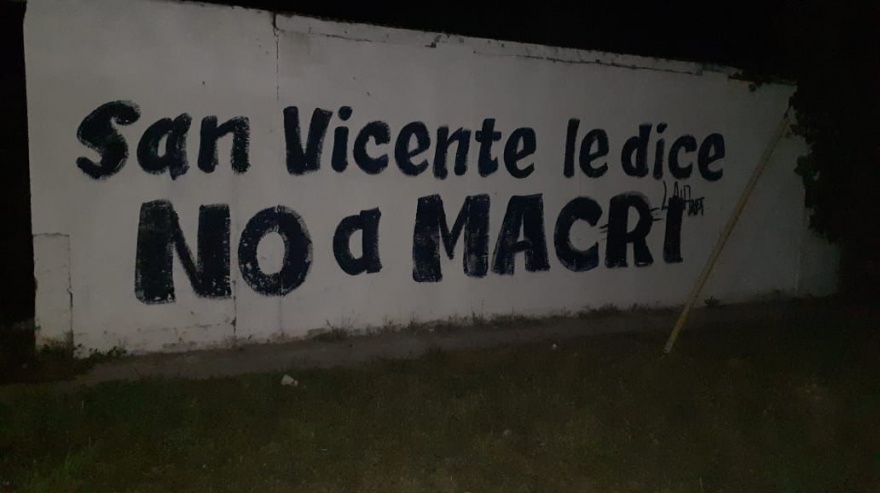 San Vicente le dice
NO a MACRI